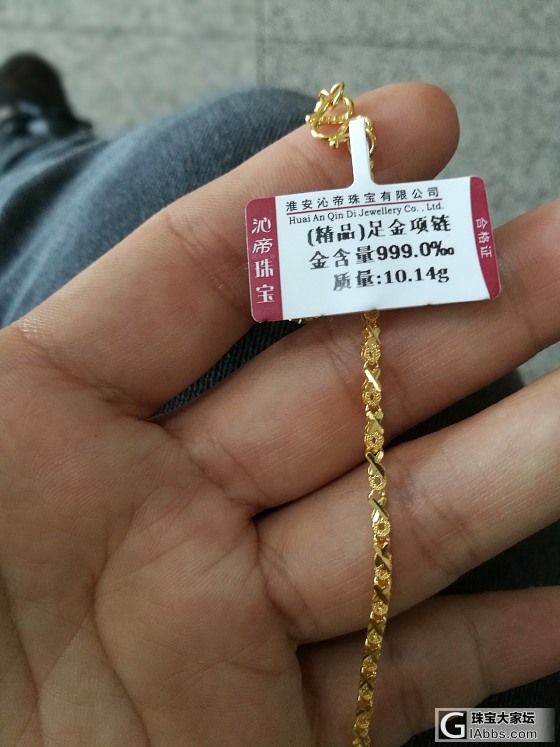 沁帝珠宝
淮安沁帝珠宝有限公司
Huai An Qin Di Jewellery Co., Ltd.
(精品)足金项链
金含量999.0‰
质量:10.14g
合格证
G 珠宝大家坛
IAbbs.com